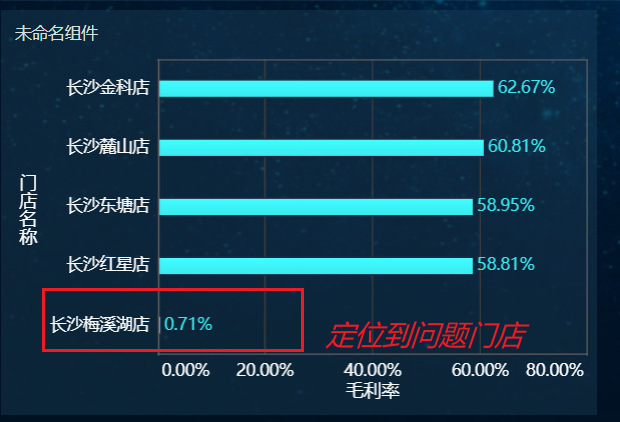 未命名组件
门店名称
长沙金科店 62.67%
长沙麓山店 60.81%
长沙东塘店 58.95%
长沙红星店 58.81%
长沙梅溪湖店 0.71%
定位到问题门店
0.00% 20.00% 40.00% 60.00% 80.00%
毛利率